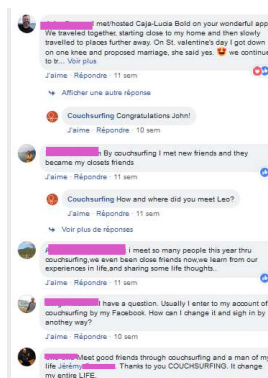 I met/hosted Caja-Lucia Bold on your wonderful app.
We traveled together, starting close to my home and then slowly
travelled to places further away. On St. valentine's day I got down
on one knee and proposed marriage, she said yes. 😍 we continue
to tr... Voir plus
J'aime · Répondre · 11 sem
Afficher une autre réponse
Couchsurfing Congratulations John!
J'aime · Répondre · 10 sem
By couchsurfing I met new friends and they
became my closets friends
J'aime · Répondre · 11 sem
Couchsurfing How and where did you meet Leo?
J'aime · Répondre · 11 sem
Voir plus de réponses
i meet so many people this year thru
couchsurfing,we even been close friends now,we learn from our
experiences in life,and sharing some life thoughts..
J'aime · Répondre · 11 sem
I have a question. Usually I enter to my account of
couchsurfing by my Facebook. How can I change it and sigh in by
anothey way?
J'aime · Répondre · 10 sem
Meet good friends through couchsurfing and a man of my
life Jérémy . Thanks to you COUCHSURFING. It change
my entire LIFE.